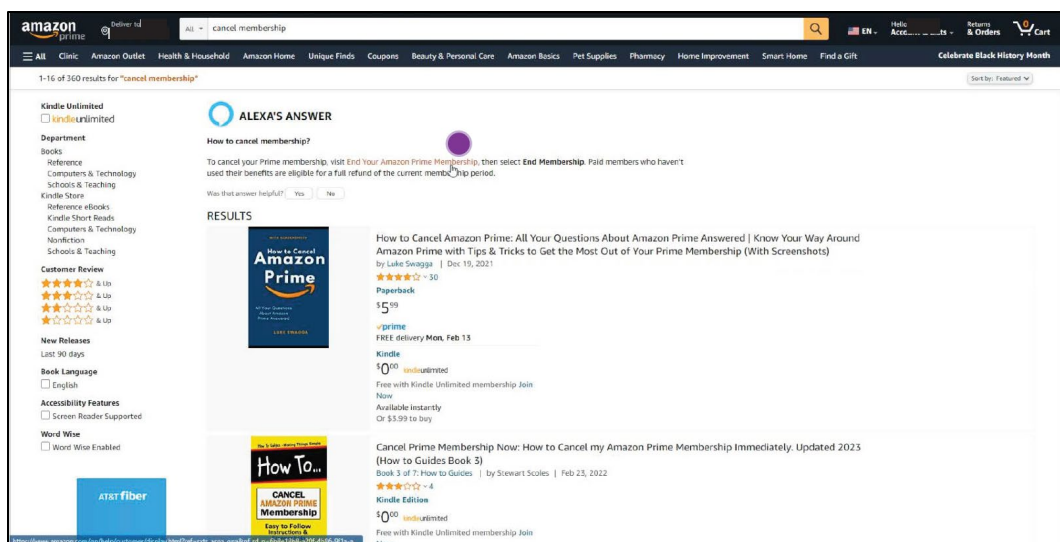 amazon
prime
Deliver to
All
cancel membership
EN
Hello
Returns
& Orders
0
Cart
All Clinic Amazon Outlet Health & Household Amazon Home Unique Finds Coupons Beauty & Personal Care Amazon Basics Pet Supplies Pharmacy Home Improvement Smart Home Find a Gift Celebrate Black History Month
1-16 of 360 results for "cancel membership"
Sort by: Featured
Kindle Unlimited
kindleunlimited
Department
Books
Reference
Computers & Technology
Schools & Teaching
Kindle Store
Reference eBooks
Kindle Short Reads
Computers & Technology
Nonfiction
Schools & Teaching
Customer Review
& Up
& Up
& Up
& Up
New Releases
Last 90 days
Book Language
English
Accessibility Features
Screen Reader Supported
Word Wise
Word Wise Enabled
AT&T fiber
ALEXA'S ANSWER
How to cancel membership?
To cancel your Prime membership, visit End Your Amazon Prime Membership, then select End Membership. Paid members who haven't
used their benefits are eligible for a full refund of the current membership period.
Was that answer helpful? Yes No
RESULTS
How to Cancel
Amazon
Prime
All Your Questions
About Amazon
Prime Answered
LUKE SWAGGA
How to Cancel Amazon Prime: All Your Questions About Amazon Prime Answered | Know Your Way Around
Amazon Prime with Tips & Tricks to Get the Most Out of Your Prime Membership (With Screenshots)
by Luke Swagga | Dec 19, 2021
30
Paperback
$5.99
prime
FREE delivery Mon, Feb 13
Kindle
$0.00 kindleunlimited
Free with Kindle Unlimited membership Join
Now
Available instantly
Or $3.99 to buy
How To...
CANCEL
AMAZON PRIME
Membership
Easy to Follow
Instructions &
Cancel Prime Membership Now: How to Cancel my Amazon Prime Membership Immediately. Updated 2023
(How to Guides Book 3)
Book 3 of 7: How to Guides | by Stewart Scoles | Feb 23, 2022
4
Kindle Edition
$0.00 kindleunlimited
Free with Kindle Unlimited membership Join